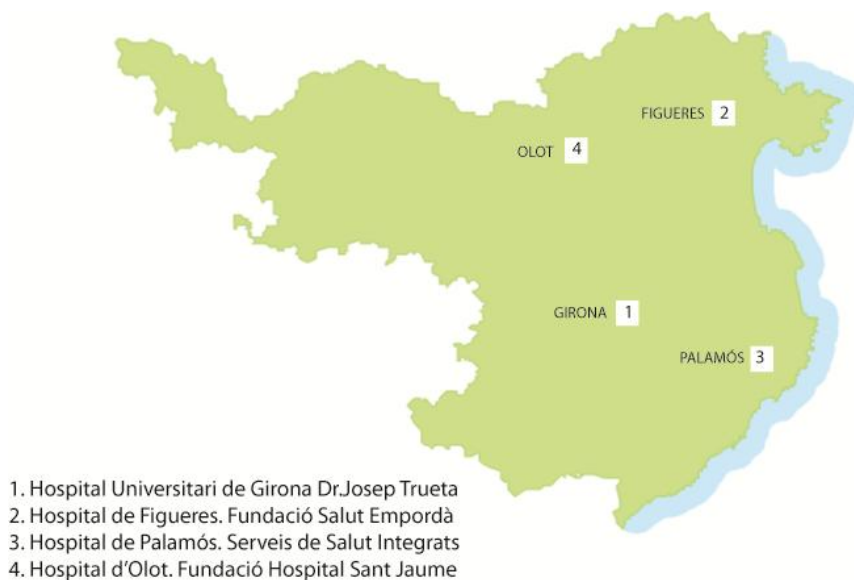 FIGUERES 2
OLOT 4
GIRONA 1
PALAMÓS 3
1. Hospital Universitari de Girona Dr.Josep Trueta
2. Hospital de Figueres. Fundació Salut Empordà
3. Hospital de Palamós. Serveis de Salut Integrats
4. Hospital d'Olot. Fundació Hospital Sant Jaume